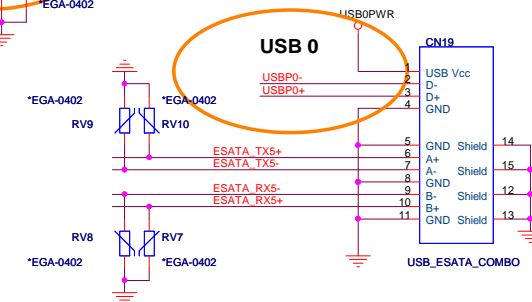 *EGA-0402
USB0PWR
USB 0
CN19
USBP0-
USBP0+
1 USB Vcc
2 D-
3 D+
4 GND
*EGA-0402
*EGA-0402
RV9
RV10
5 GND Shield 14
ESATA_TX5+ 6 A+
ESATA_TX5- 7 A- Shield 15
8 GND
ESATA_RX5- 9 B- Shield 12
ESATA_RX5+ 10 B+
11 GND Shield 13
RV8
RV7
*EGA-0402
*EGA-0402
USB_ESATA_COMBO